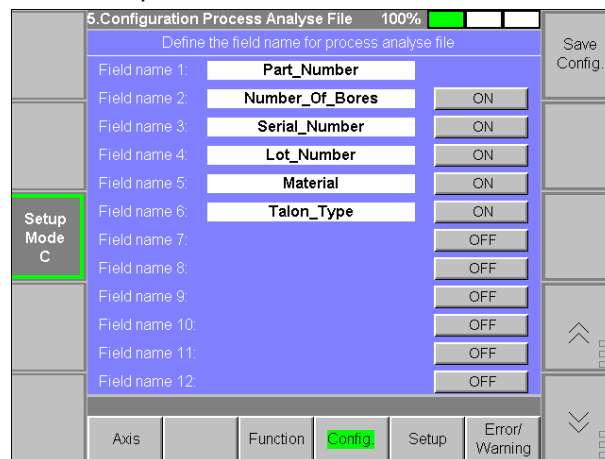 5.Configuration Process Analyse File 100%
Define the field name for process analyse file
Save
Config.
Field name 1: Part_Number
Field name 2: Number_Of_Bores ON
Field name 3: Serial_Number ON
Field name 4: Lot_Number ON
Field name 5: Material ON
Field name 6: Talon_Type ON
Setup
Mode
C
Field name 7: OFF
Field name 8: OFF
Field name 9: OFF
Field name 10: OFF
Field name 11: OFF
Field name 12: OFF
Axis Function Config. Setup Error/
Warning